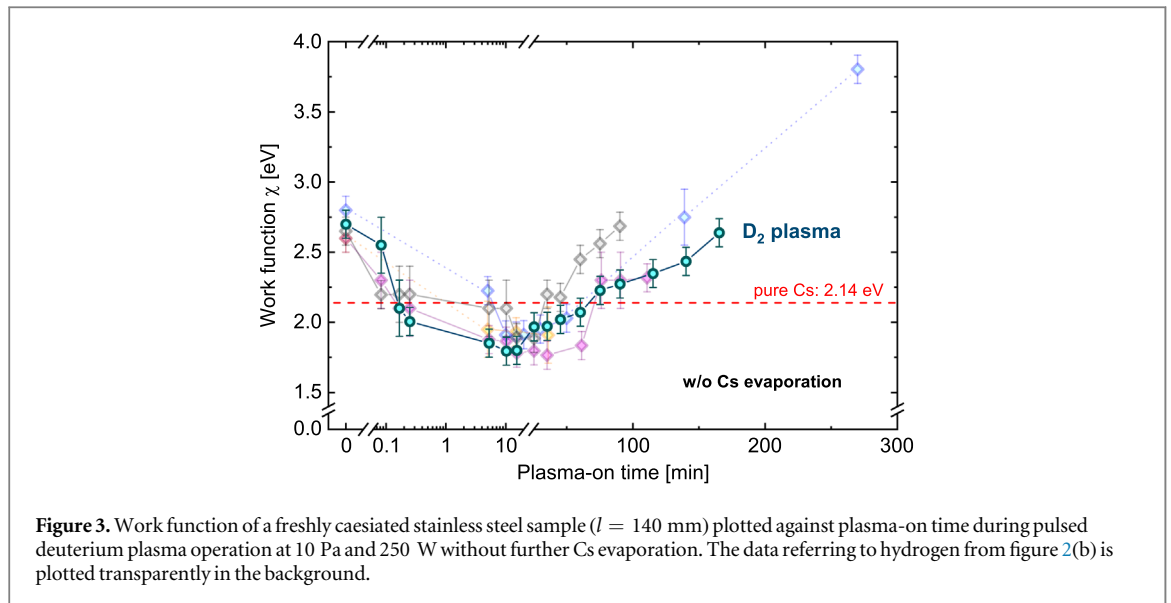 4.0
3.5
3.0
2.5
2.0
1.5
0.0
Work function χ [eV]
D₂ plasma
pure Cs: 2.14 eV
w/o Cs evaporation
0 0.1 1 10 100 200 300
Plasma-on time [min]
Figure 3. Work function of a freshly caesiated stainless steel sample (l = 140 mm) plotted against plasma-on time during pulsed
deuterium plasma operation at 10 Pa and 250 W without further Cs evaporation. The data referring to hydrogen from figure 2(b) is
plotted transparently in the background.